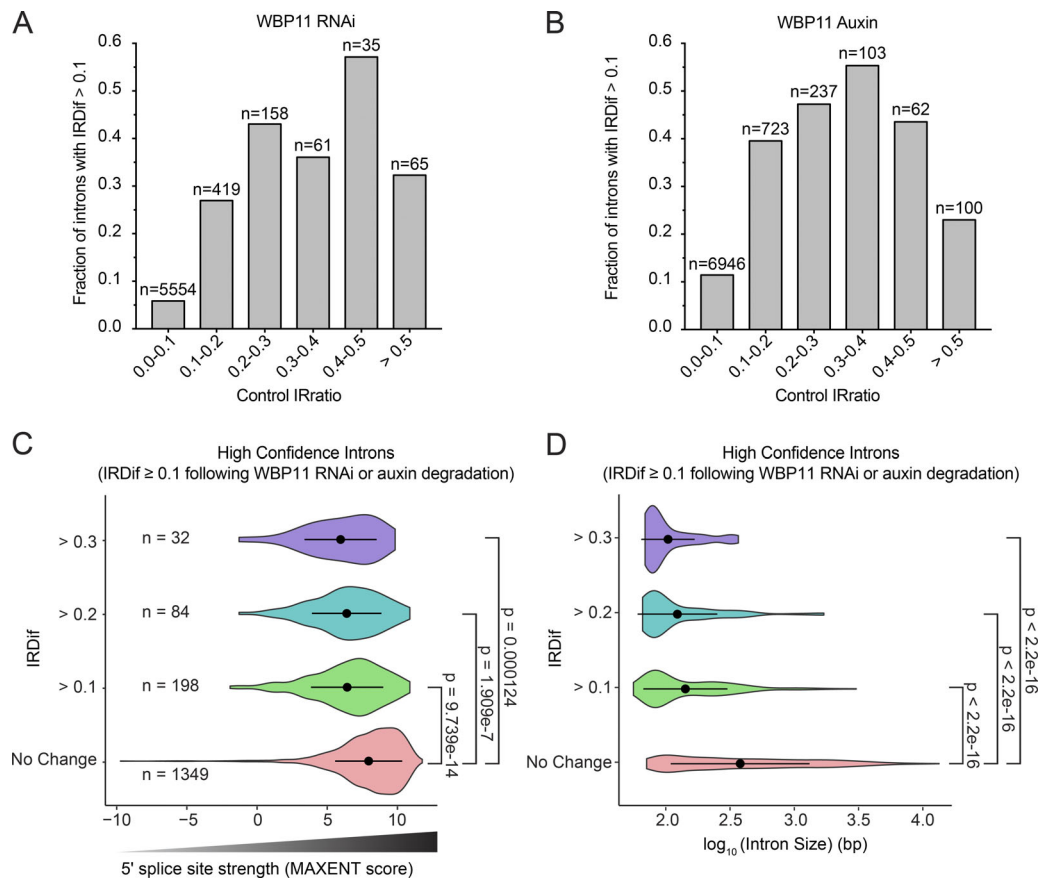 A
WBP11 RNAi
Fraction of introns with IRDif > 0.1
0.6
0.5
0.4
0.3
0.2
0.1
0.0
n=5554
n=419
n=158
n=61
n=35
n=65
0.0-0.1
0.1-0.2
0.2-0.3
0.3-0.4
0.4-0.5
> 0.5
Control IRratio
B
WBP11 Auxin
Fraction of introns with IRDif > 0.1
0.6
0.5
0.4
0.3
0.2
0.1
0.0
n=6946
n=723
n=237
n=103
n=62
n=100
0.0-0.1
0.1-0.2
0.2-0.3
0.3-0.4
0.4-0.5
> 0.5
Control IRratio
C
High Confidence Introns
(IRDif ≥ 0.1 following WBP11 RNAi or auxin degradation)
IRDif
> 0.3
> 0.2
> 0.1
No Change
n = 32
n = 84
n = 198
n = 1349
p = 9.739e-14
p = 1.909e-7
p = 0.000124
−10
−5
0
5
10
5' splice site strength (MAXENT score)
D
High Confidence Introns
(IRDif ≥ 0.1 following WBP11 RNAi or auxin degradation)
IRDif
> 0.3
> 0.2
> 0.1
No Change
p < 2.2e-16
p < 2.2e-16
p < 2.2e-16
2.0
2.5
3.0
3.5
4.0
log₁₀ (Intron Size) (bp)